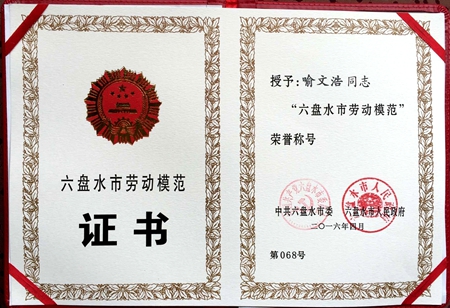 六盘水市劳动模范
证书
授予：喻文浩 同志
“六盘水市劳动模范”
荣誉称号
中共六盘水市委 六盘水市人民政府
二〇一六年四月
第068号